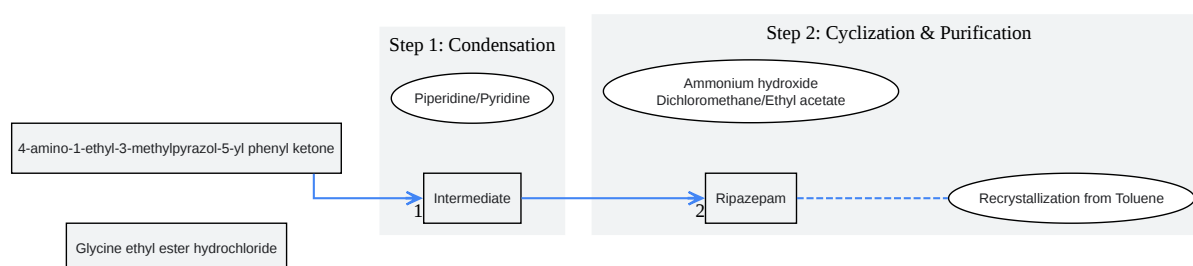 Step 1: Condensation
Step 2: Cyclization & Purification
Piperidine/Pyridine
Ammonium hydroxide
Dichloromethane/Ethyl acetate
4-amino-1-ethyl-3-methylpyrazol-5-yl phenyl ketone
1
Intermediate
2
Ripazepam
Recrystallization from Toluene
Glycine ethyl ester hydrochloride